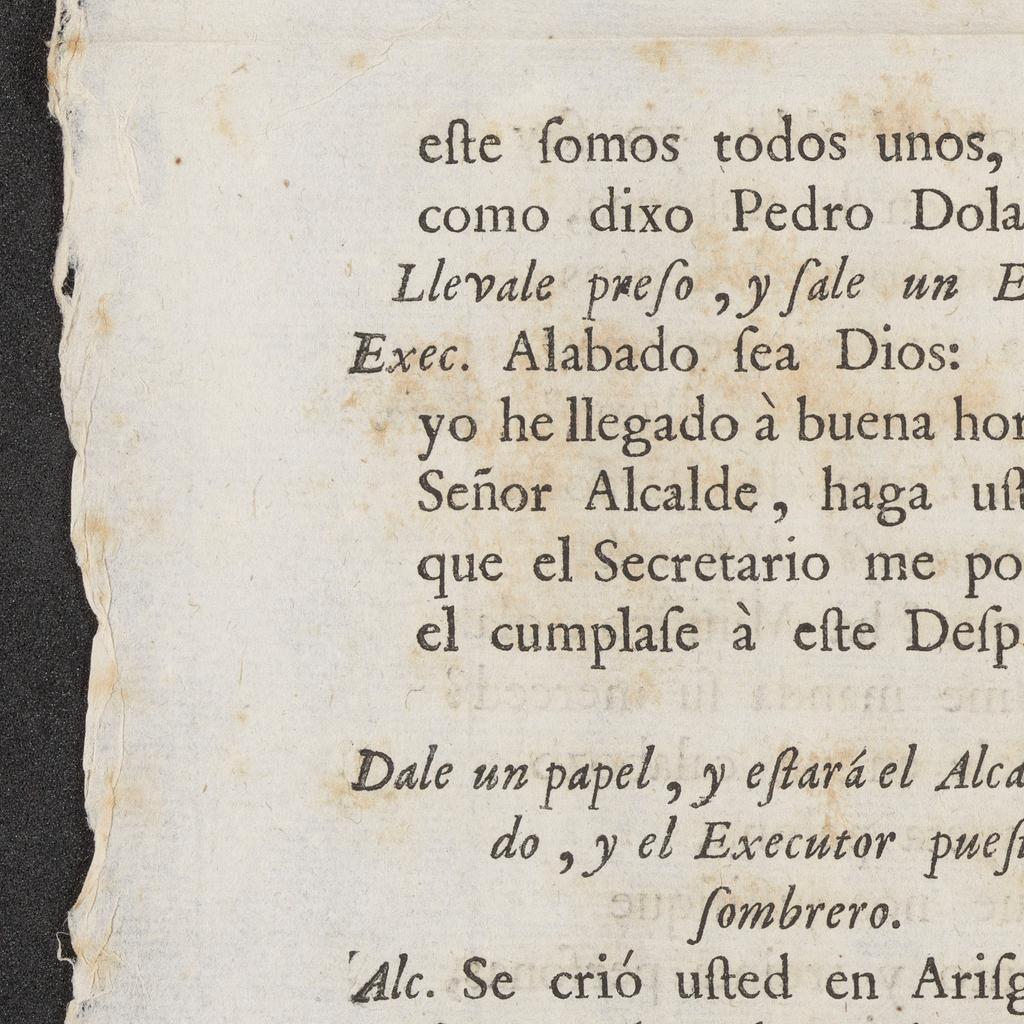 eſte ſomos todos unos,
como dixo Pedro Dola
Llevale preſo , y ſale un E
Exec. Alabado ſea Dios:
yo he llegado à buena hor
Señor Alcalde , haga uſt
que el Secretario me po
el cumplaſe à eſte Deſp
Dale un papel , y eſtará el Alca
do , y el Executor pueſ
ſombrero.
Alc. Se crió uſted en Ariſg